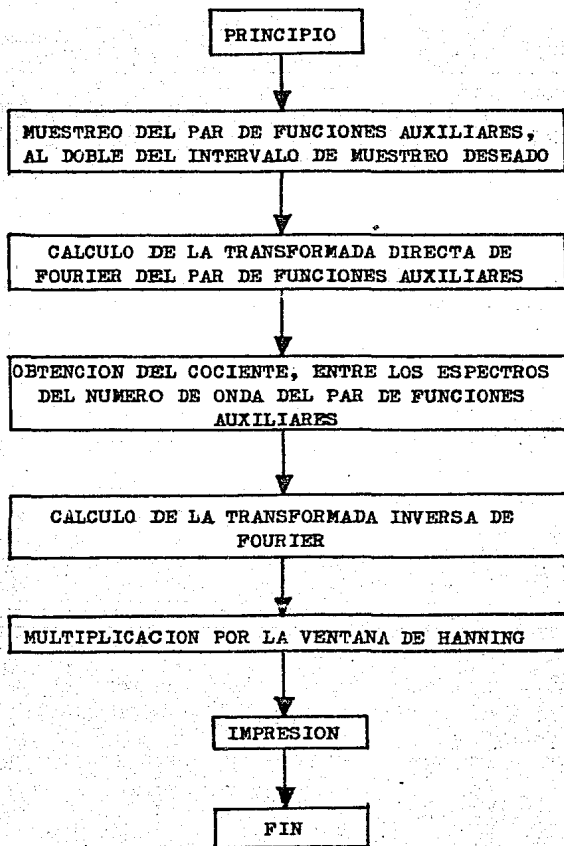 PRINCIPIO
MUESTREO DEL PAR DE FUNCIONES AUXILIARES,
AL DOBLE DEL INTERVALO DE MUESTREO DESEADO
CALCULO DE LA TRANSFORMADA DIRECTA DE
FOURIER DEL PAR DE FUNCIONES AUXILIARES
OBTENCION DEL COCIENTE, ENTRE LOS ESPECTROS
DEL NUMERO DE ONDA DEL PAR DE FUNCIONES
AUXILIARES
CALCULO DE LA TRANSFORMADA INVERSA DE
FOURIER
MULTIPLICACION POR LA VENTANA DE HANNING
IMPRESION
FIN